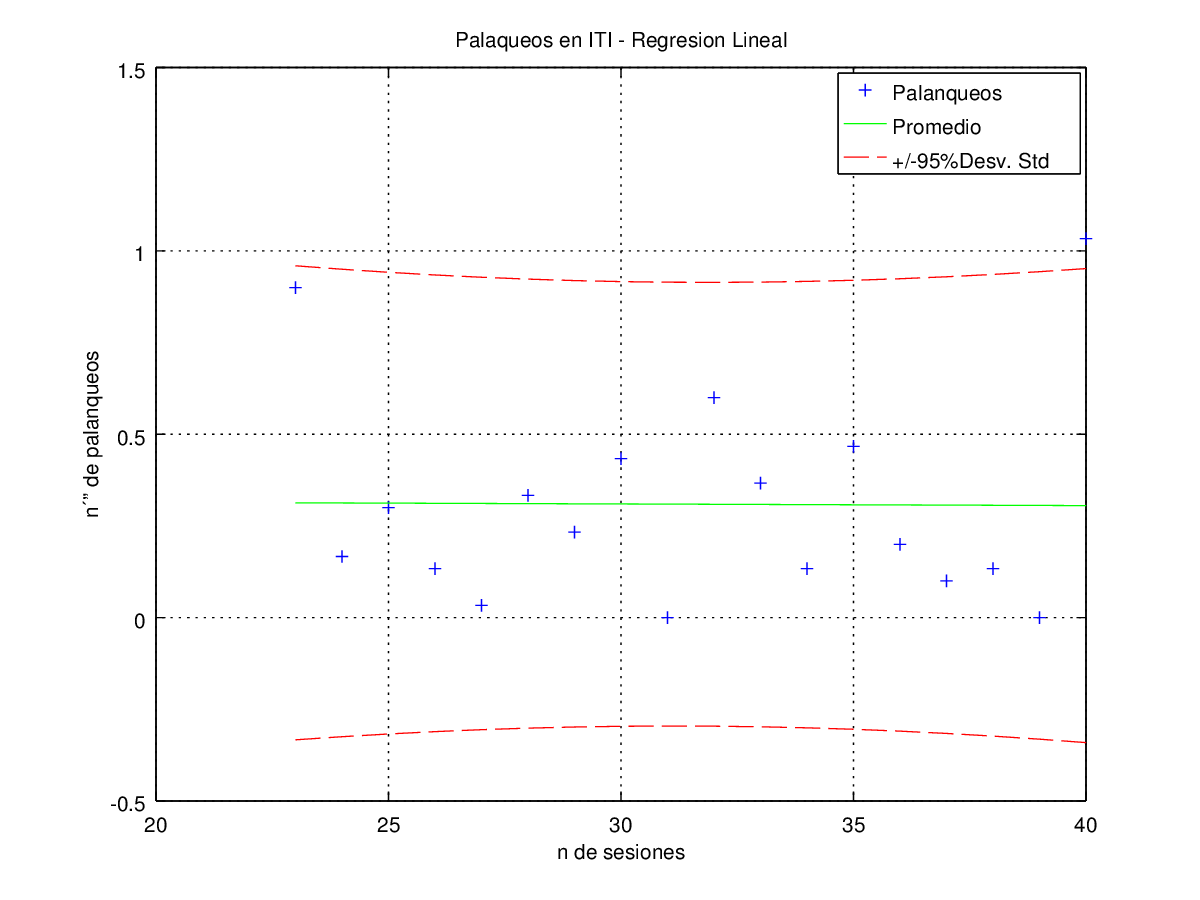 Palaqueos en ITI - Regresion Lineal
1.5
1
0.5
0
-0.5
Palanqueos
Promedio
+/-95%Desv. Std
n´” de palanqueos
20 25 30 35 40
n de sesiones